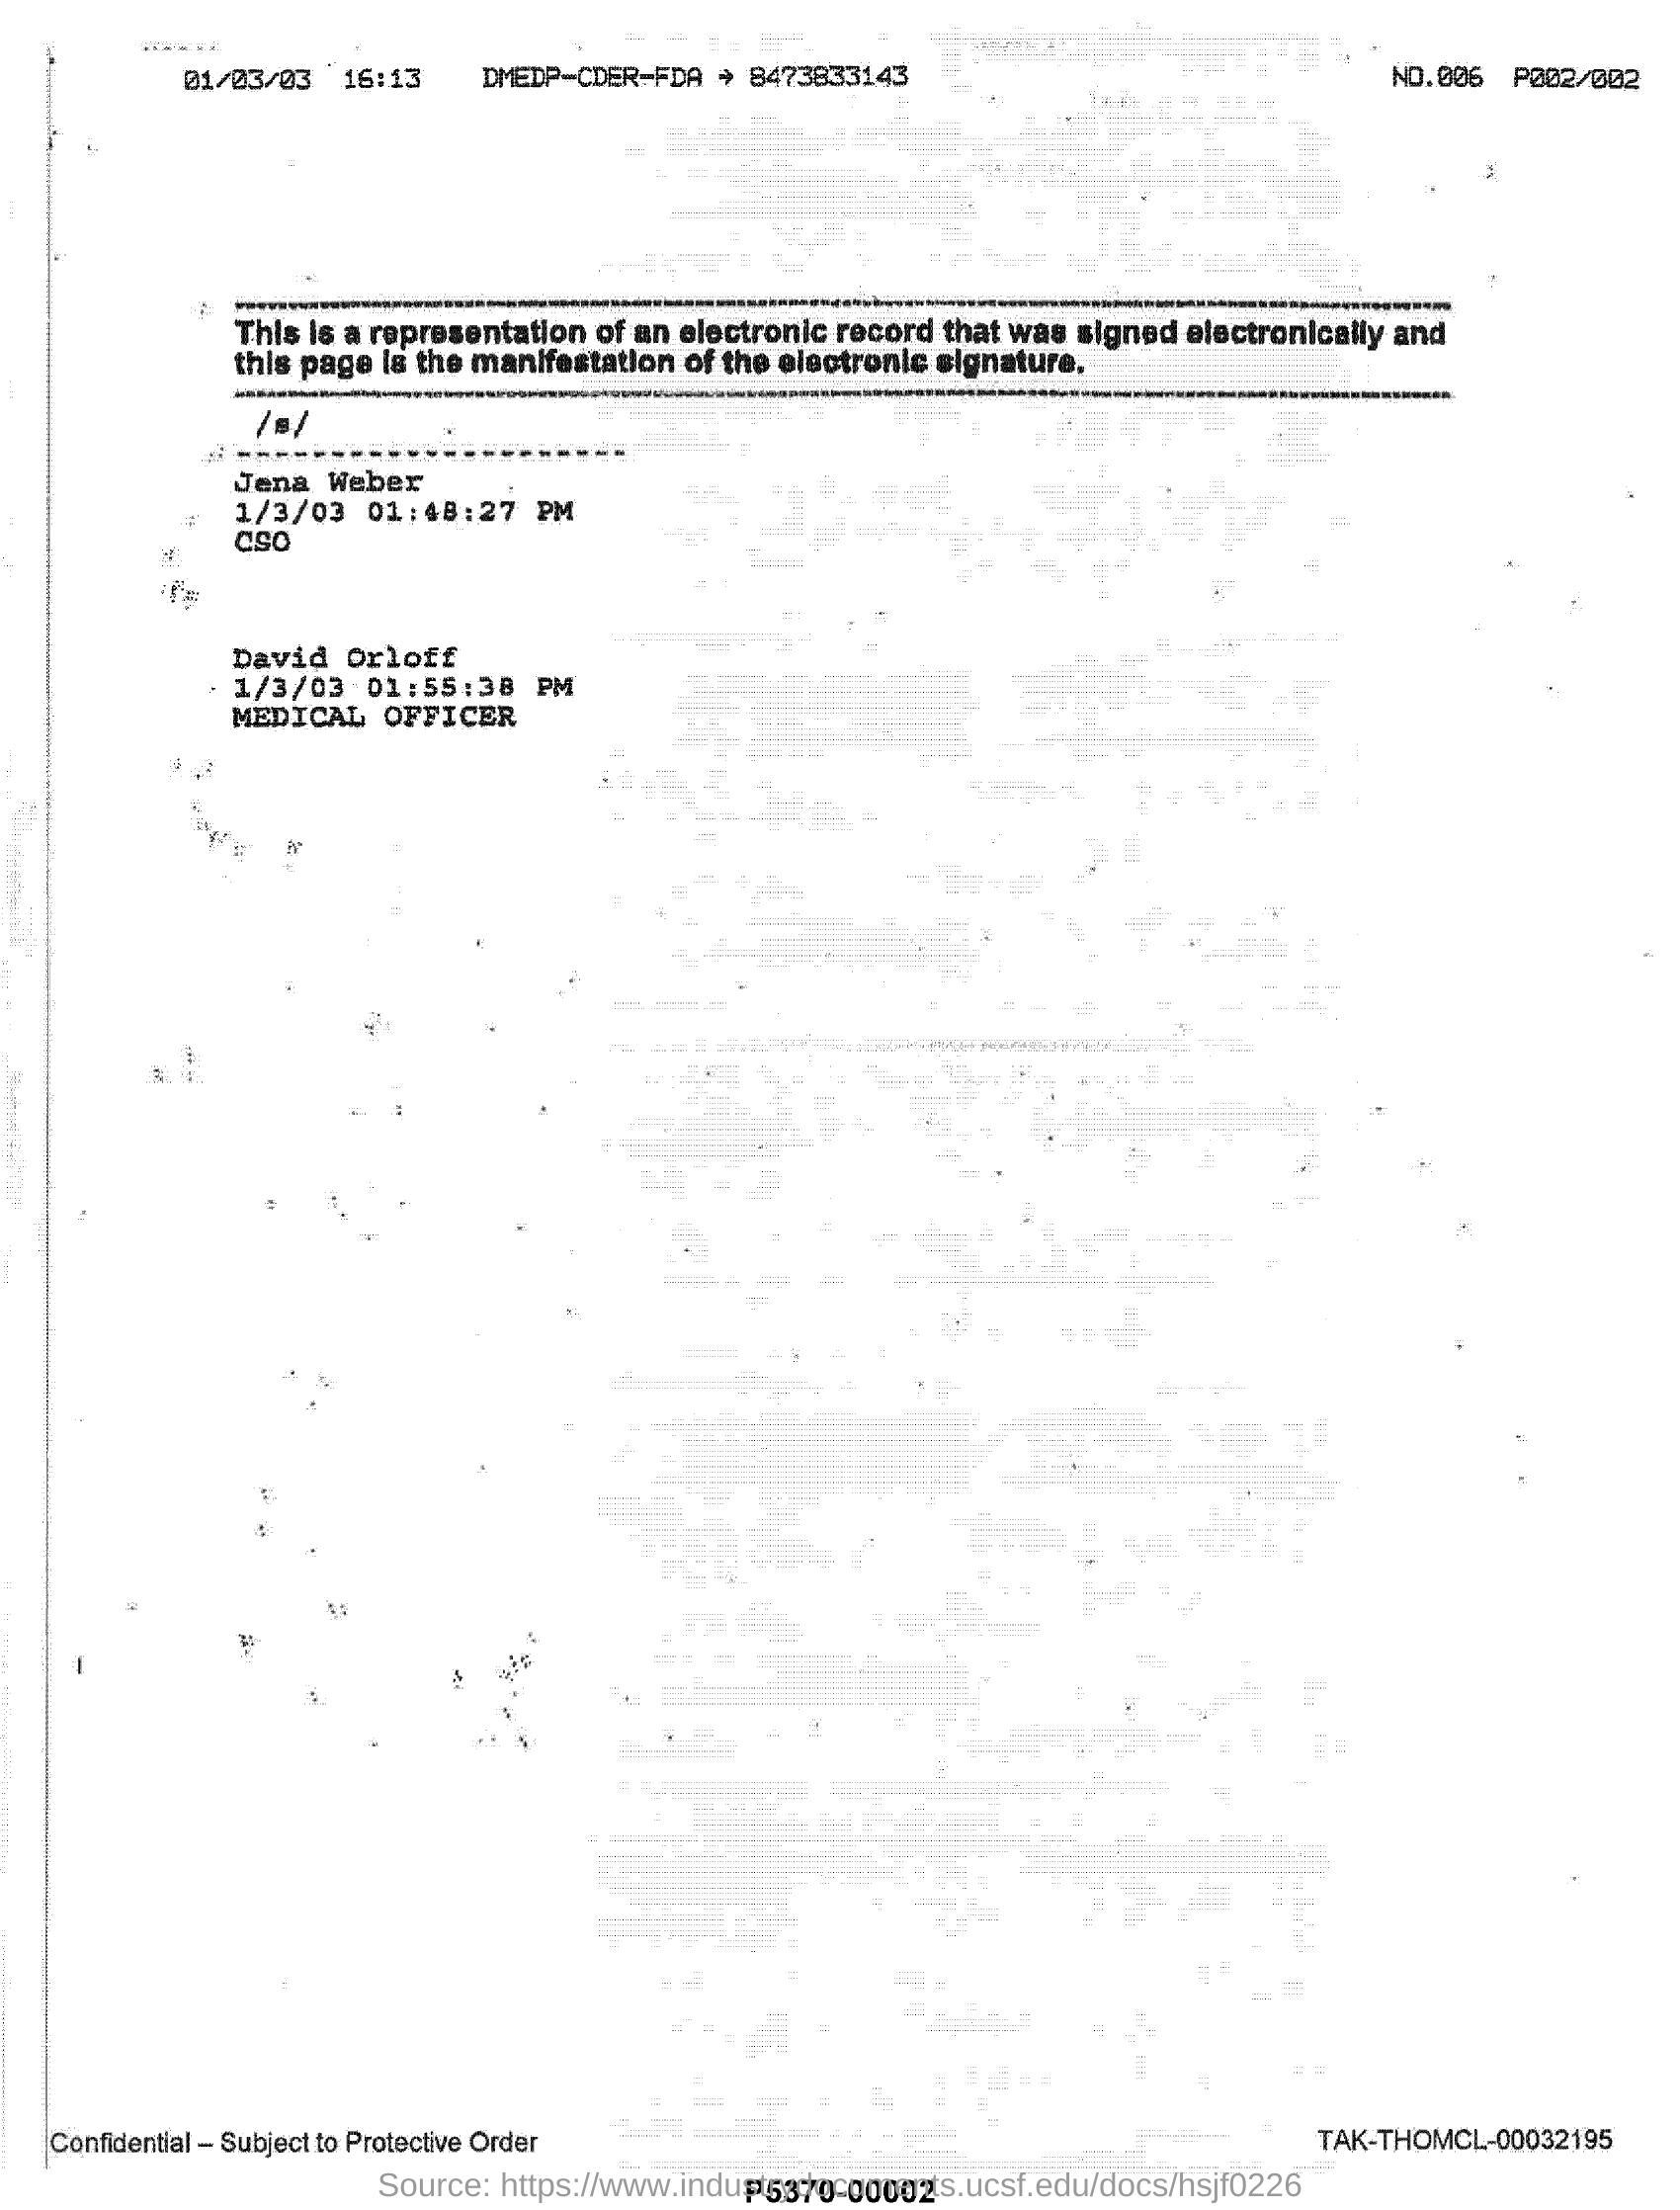 01/03/03 16:13 DMEDP-CDER-FDA → 8473833143 NO.006 P002/002
This is a representation of an electronic record that was signed electronically and
this page is the manifestation of the electronic signature.
/s/
---------------------
Jena Weber
1/3/03 01:48:27 PM
CSO
David Orloff
1/3/03 01:55:38 PM
MEDICAL OFFICER
Confidential – Subject to Protective Order TAK-THOMCL-00032195
Source: https://www.industrydocuments.ucsf.edu/docs/hsjf0226
P5370-00002